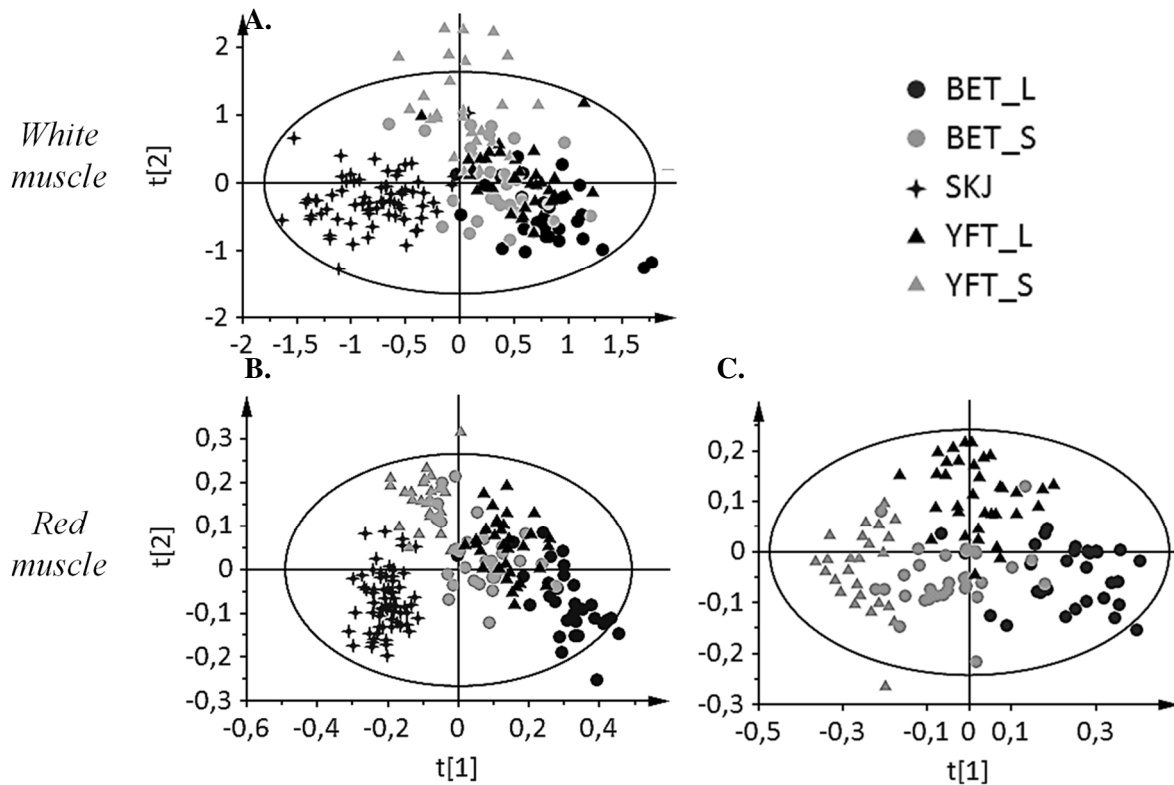 A.
White
muscle
t[2]
2
1
0
-1
-2
-2 -1,5 -1 -0,5 0 0,5 1 1,5
BET_L
BET_S
SKJ
YFT_L
YFT_S
B.
Red
muscle
t[2]
0,3
0,2
0,1
0
-0,1
-0,2
-0,3
-0,6 -0,4 -0,2 0 0,2 0,4
t[1]
C.
t[2]
0,2
0,1
0
-0,1
-0,2
-0,3
-0,5 -0,3 -0,1 0 0,1 0,3
t[1]